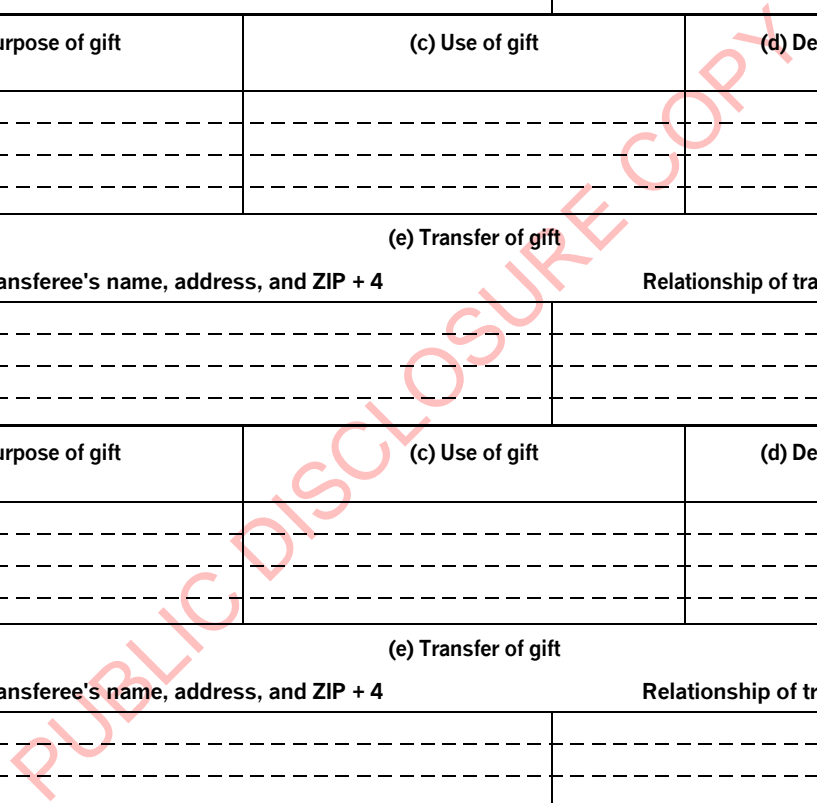 urpose of gift (c) Use of gift (d) De
(e) Transfer of gift
ansferee's name, address, and ZIP + 4 Relationship of tra
urpose of gift (c) Use of gift (d) De
(e) Transfer of gift
ansferee's name, address, and ZIP + 4 Relationship of tr
PUBLIC DISCLOSURE COPY